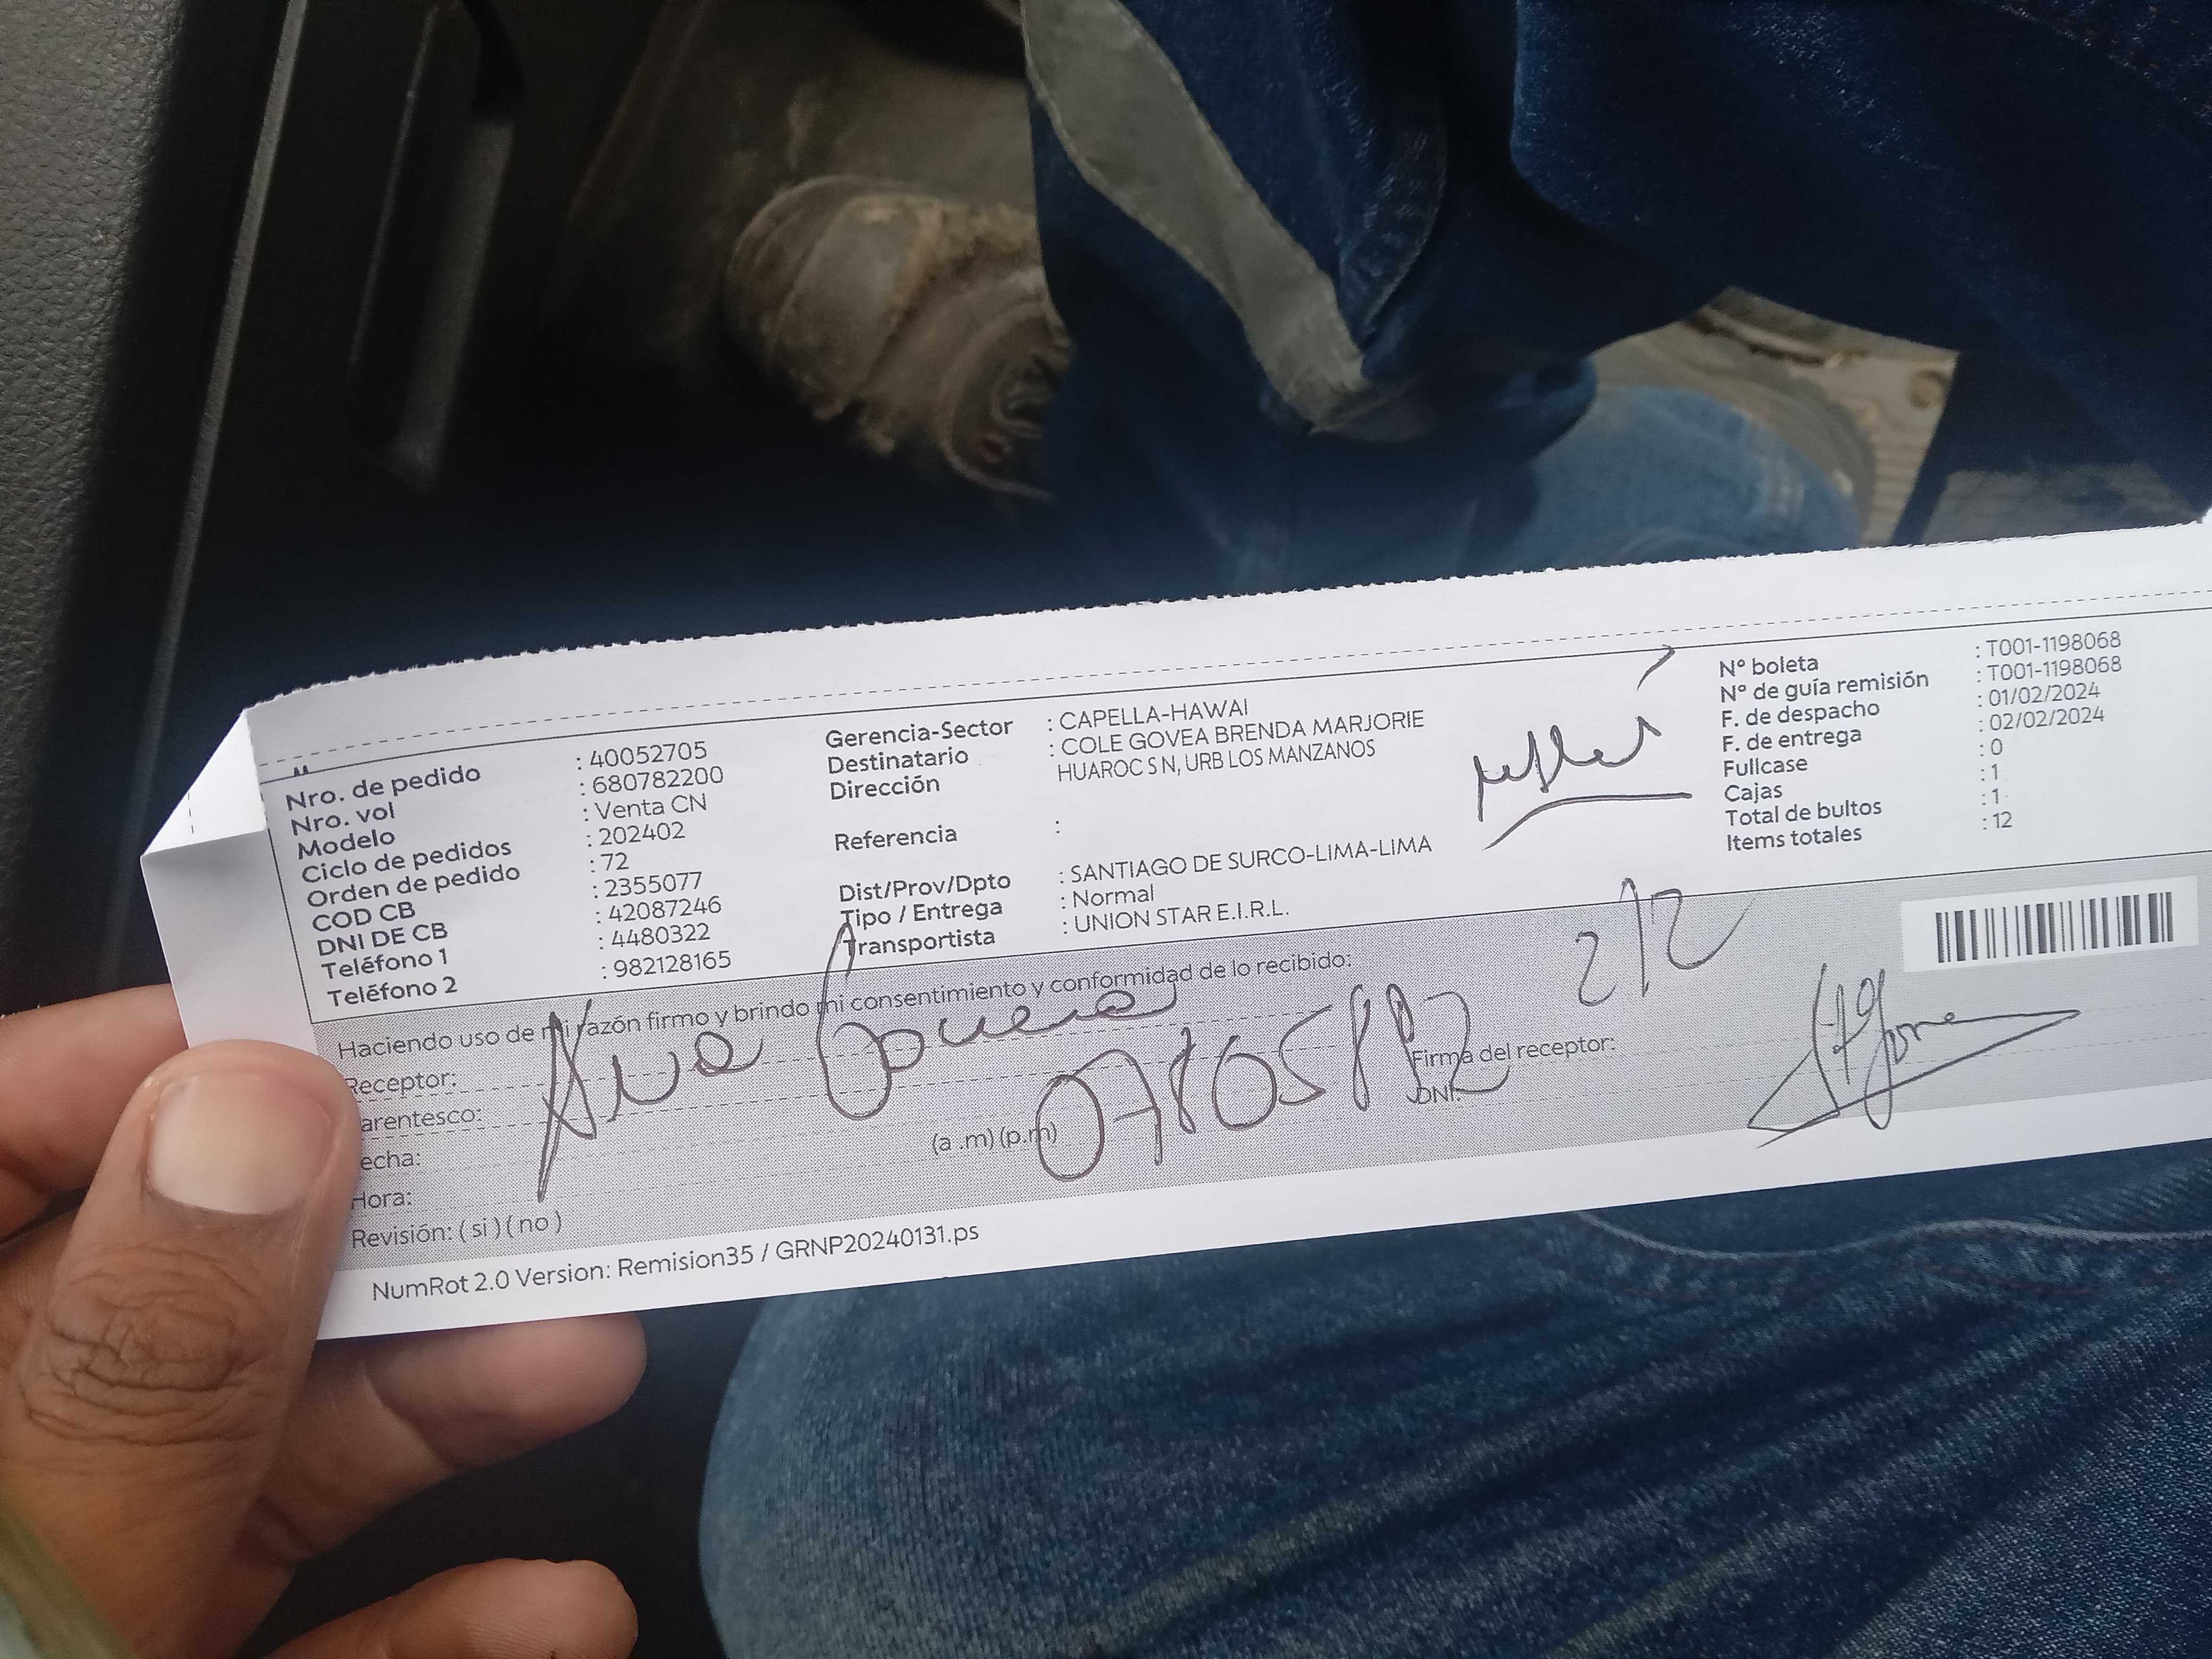 Nro. de pedido : 40052705
Nro. vol : 680782200
Modelo : Venta CN
Ciclo de pedidos : 202402
Orden de pedido : 72
COD CB : 2355077
DNI DE CB : 42087246
Teléfono 1 : 4480322
Teléfono 2 : 982128165
Gerencia-Sector : CAPELLA-HAWAI
Destinatario : COLE GOVEA BRENDA MARJORIE
Dirección HUAROC S N, URB LOS MANZANOS
Referencia :
Dist/Prov/Dpto : SANTIAGO DE SURCO-LIMA-LIMA
Tipo / Entrega : Normal
Transportista : UNION STAR E.I.R.L.
N° boleta : T001-1198068
N° de guía remisión : T001-1198068
F. de despacho : 01/02/2024
F. de entrega : 02/02/2024
Fullcase : 0
Cajas : 1
Total de bultos : 1
Items totales : 12
Haciendo uso de mi razón firmo y brindo mi consentimiento y conformidad de lo recibido:
2/2
Receptor: Ana
Firma del receptor:
arentesco:
DNI:
echa:
(a .m) (p.m)
Hora:
Revisión: ( si ) ( no )
NumRot 2.0 Version: Remision35 / GRNP20240131.ps